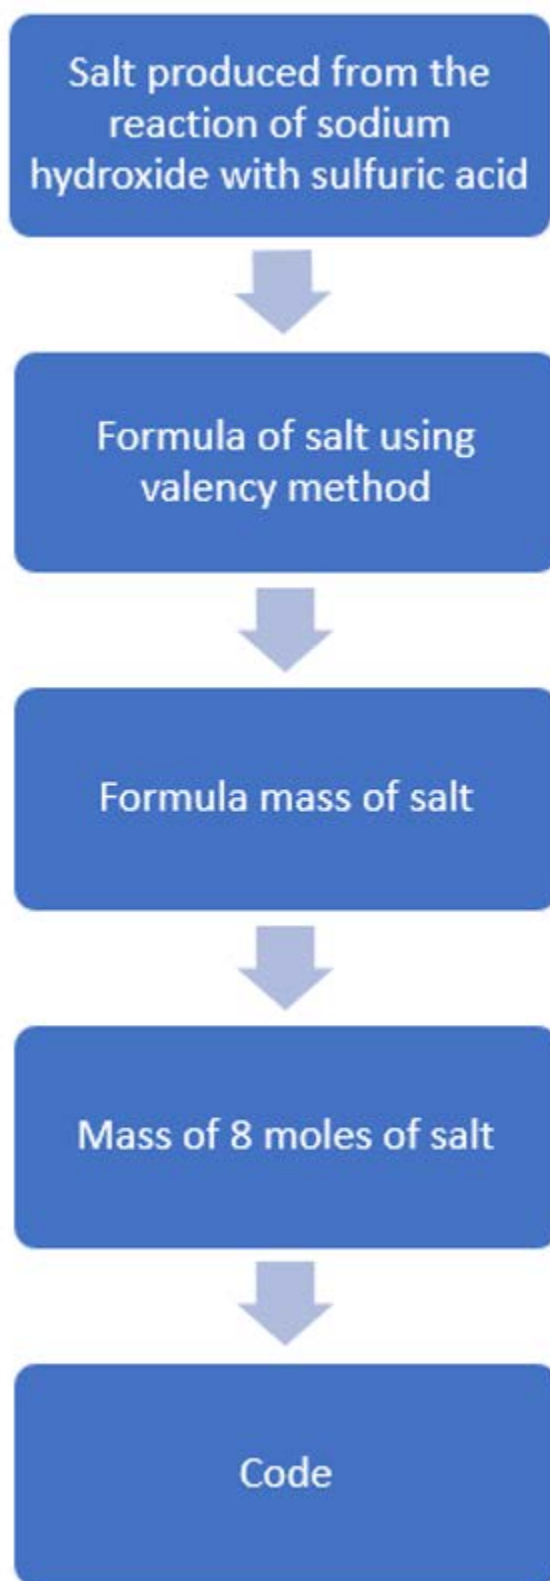 Salt produced from the
reaction of sodium
hydroxide with sulfuric acid
Formula of salt using
valency method
Formula mass of salt
Mass of 8 moles of salt
Code